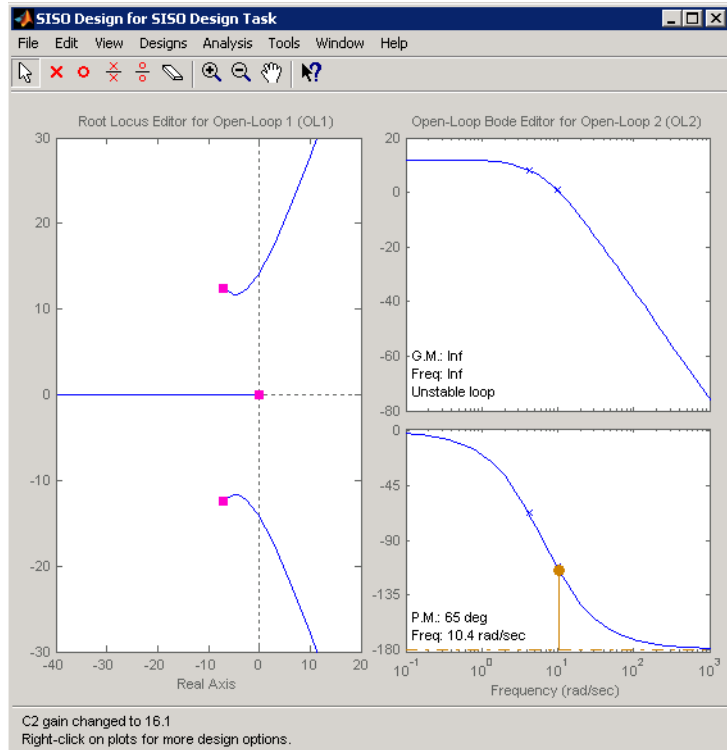 SISO Design for SISO Design Task
File Edit View Designs Analysis Tools Window Help
Root Locus Editor for Open-Loop 1 (OL1)
30
20
10
0
-10
-20
-30
-40 -30 -20 -10 0 10 20
Real Axis
Open-Loop Bode Editor for Open-Loop 2 (OL2)
20
0
-20
-40
-60
-80
G.M.: Inf
Freq: Inf
Unstable loop
0
-45
-90
-135
-180
P.M.: 65 deg
Freq: 10.4 rad/sec
10^-1 10^0 10^1 10^2 10^3
Frequency (rad/sec)
C2 gain changed to 16.1
Right-click on plots for more design options.